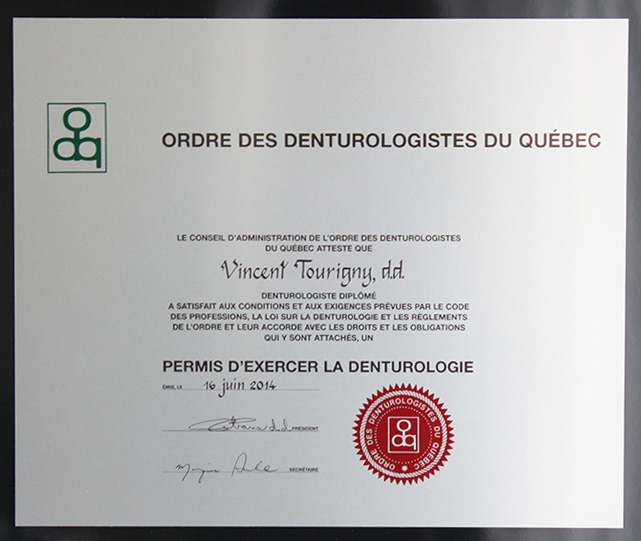 odq
ORDRE DES DENTUROLOGISTES DU QUÉBEC
LE CONSEIL D'ADMINISTRATION DE L'ORDRE DES DENTUROLOGISTES
DU QUÉBEC ATTESTE QUE
Vincent Tourigny, d.d.
DENTUROLOGISTE DIPLÔMÉ
A SATISFAIT AUX CONDITIONS ET AUX EXIGENCES PRÉVUES PAR LE CODE
DES PROFESSIONS, LA LOI SUR LA DENTUROLOGIE ET LES RÈGLEMENTS
DE L'ORDRE ET LEUR ACCORDE AVEC LES DROITS ET LES OBLIGATIONS
QUI Y SONT ATTACHÉS, UN
PERMIS D'EXERCER LA DENTUROLOGIE
ÉMIS, LE 16 juin 2014
d.d. PRÉSIDENT
SECRÉTAIRE
ORDRE DES DENTUROLOGISTES DU QUÉBEC
odq